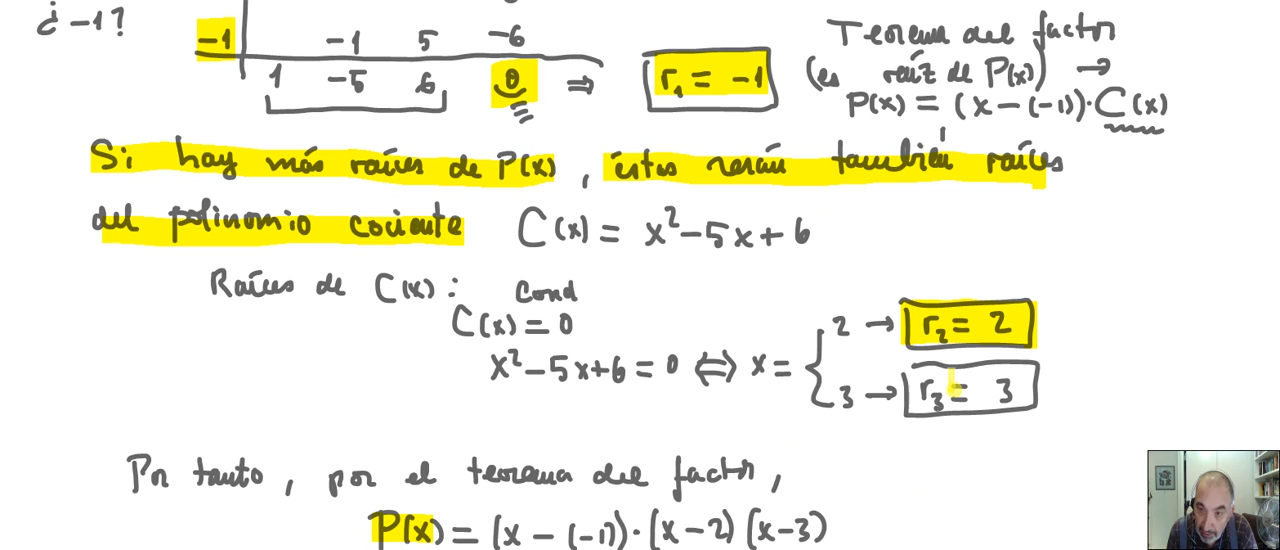 ¿-1?
-1 | -1 5 -6
1 -5 6 0 ⇒ r₁ = -1
Teorema del factor
(es raíz de P(x)) →
P(x) = (x-(-1))·C(x)
Si hay más raíces de P(x), éstas serán también raíces
del polinomio cociente C(x) = x²-5x+6
Raíces de C(x): Cond
C(x) = 0
x²-5x+6 = 0 ⇔ x = {
2 → r₂ = 2
3 → r₃ = 3
Por tanto, por el teorema del factor,
P(x) = (x-(-1))·(x-2)(x-3)